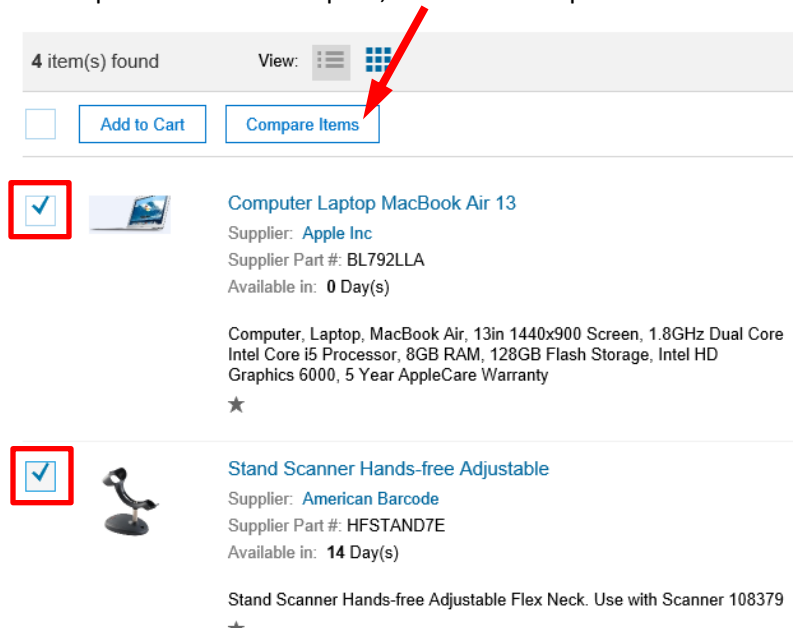 4 item(s) found View:
Add to Cart Compare Items
Computer Laptop MacBook Air 13
Supplier: Apple Inc
Supplier Part #: BL792LLA
Available in: 0 Day(s)
Computer, Laptop, MacBook Air, 13in 1440x900 Screen, 1.8GHz Dual Core
Intel Core i5 Processor, 8GB RAM, 128GB Flash Storage, Intel HD
Graphics 6000, 5 Year AppleCare Warranty
Stand Scanner Hands-free Adjustable
Supplier: American Barcode
Supplier Part #: HFSTAND7E
Available in: 14 Day(s)
Stand Scanner Hands-free Adjustable Flex Neck. Use with Scanner 108379